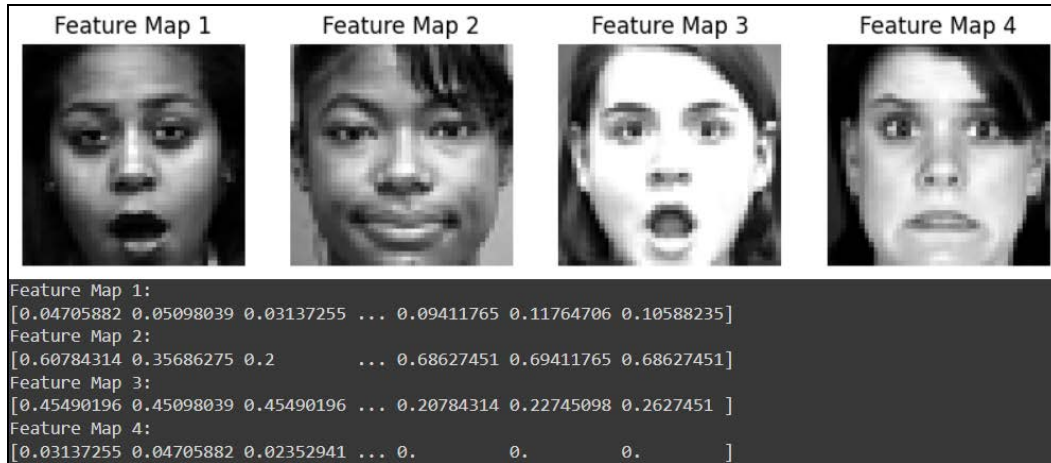 Feature Map 1 Feature Map 2 Feature Map 3 Feature Map 4
Feature Map 1:
[0.04705882 0.05098039 0.03137255 ... 0.09411765 0.11764706 0.10588235]
Feature Map 2:
[0.60784314 0.35686275 0.2 ... 0.68627451 0.69411765 0.68627451]
Feature Map 3:
[0.45490196 0.45098039 0.45490196 ... 0.20784314 0.22745098 0.2627451 ]
Feature Map 4:
[0.03137255 0.04705882 0.02352941 ... 0. 0. 0. ]